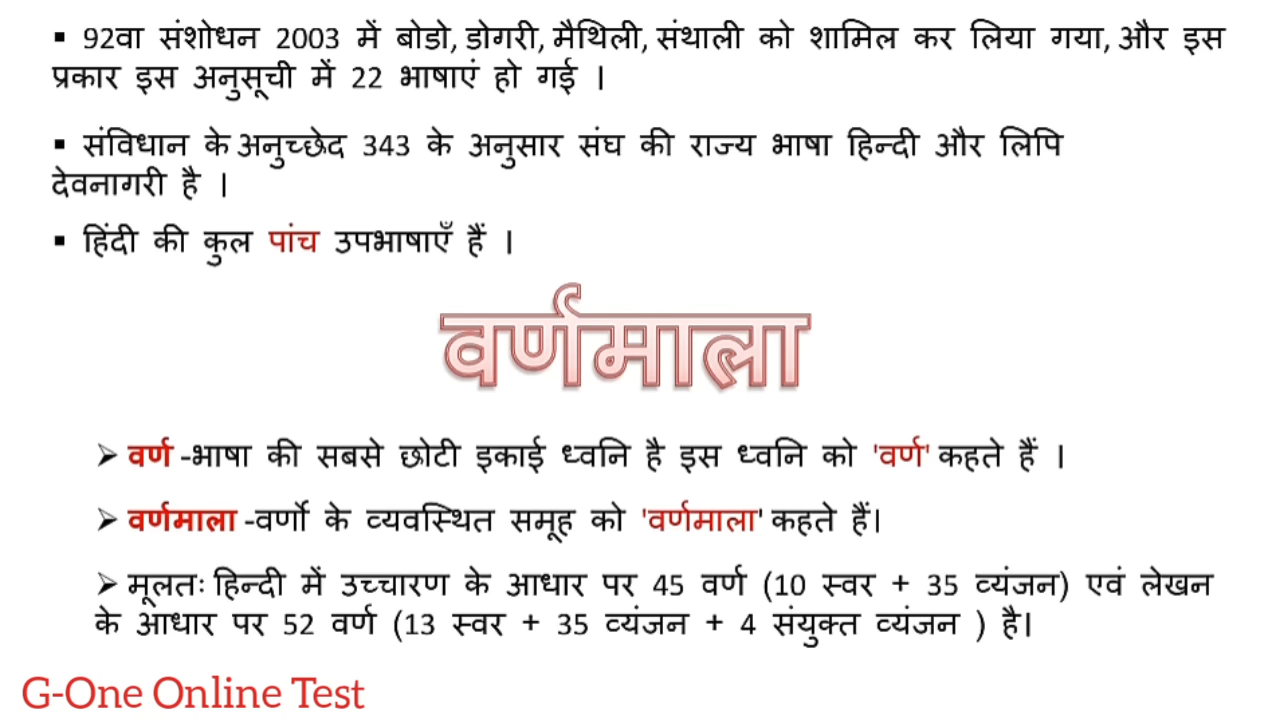 ▪ 92वा संशोधन 2003 में बोडो, डोगरी, मैथिली, संथाली को शामिल कर लिया गया, और इस
प्रकार इस अनुसूची में 22 भाषाएं हो गई ।
▪ संविधान के अनुच्छेद 343 के अनुसार संघ की राज्य भाषा हिन्दी और लिपि
देवनागरी है ।
▪ हिंदी की कुल पांच उपभाषाएँ हैं ।
वर्णमाला
➢ वर्ण -भाषा की सबसे छोटी इकाई ध्वनि है इस ध्वनि को 'वर्ण' कहते हैं ।
➢ वर्णमाला -वर्णो के व्यवस्थित समूह को 'वर्णमाला' कहते हैं।
➢ मूलतः हिन्दी में उच्चारण के आधार पर 45 वर्ण (10 स्वर + 35 व्यंजन) एवं लेखन
के आधार पर 52 वर्ण (13 स्वर + 35 व्यंजन + 4 संयुक्त व्यंजन ) है।
G-One Online Test